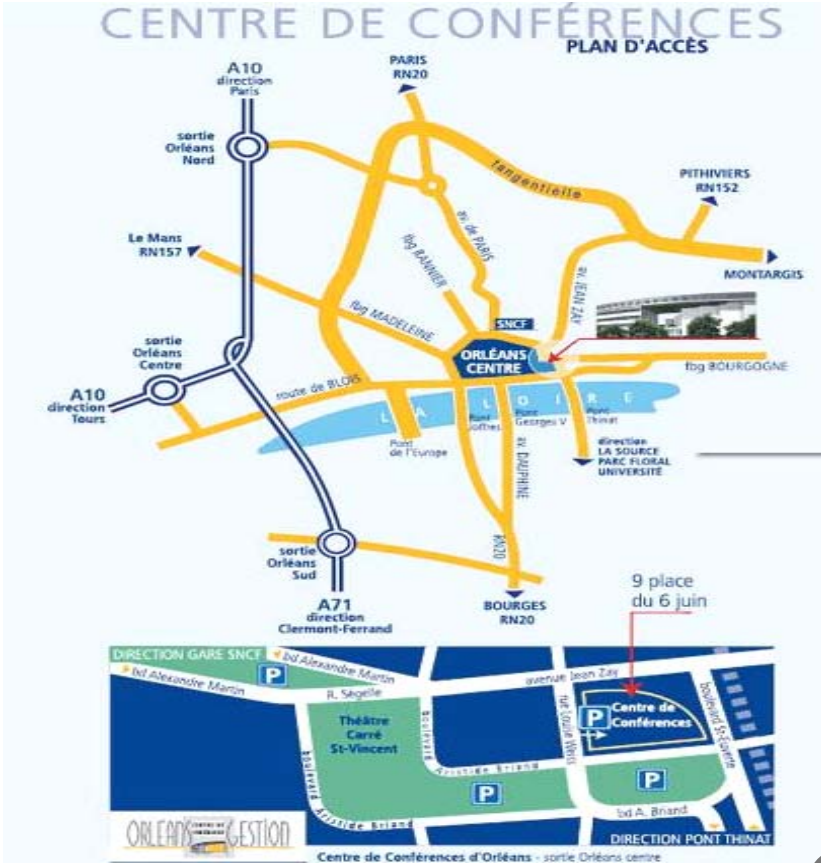 CENTRE DE CONFÉRENCES
PLAN D'ACCÈS
A10
direction
Paris
PARIS
RN20
sortie
Orléans
Nord
tangentielle
PITHIVIERS
RN152
Le Mans
RN157
av. de PARIS
fbg BANNIER
MONTARGIS
av. JEAN ZAY
fbg MADELEINE
SNCF
sortie
Orléans
Centre
ORLÉANS
CENTRE
fbg BOURGOGNE
A10
direction
Tours
route de BLOIS
LA LOIRE
Pont
Joffres
Pont
Georges V
Pont
Thinat
Pont
de l'Europe
av. DAUPHINE
direction
LA SOURCE
PARC FLORAL
UNIVERSITÉ
RN20
sortie
Orléans
Sud
A71
direction
Clermont-Ferrand
BOURGES
RN20
9 place
du 6 juin
DIRECTION GARE SNCF
bd Alexandre Martin
bd Alexandre Martin
P
R. Segelle
avenue Jean Zay
Théâtre
Carré
St-Vincent
boulevard
Aristide Briand
rue Louise Weiss
P
Centre de
Conférences
boulevard St-Euverte
boulevard
Aristide Briand
P
P
bd A. Briand
DIRECTION PONT THINAT
ORLEANS GESTION
Centre de Conférences d'Orléans - sortie Orléans centre